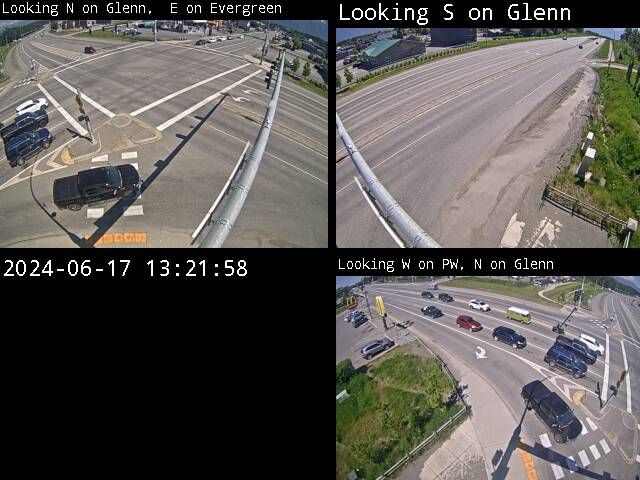 Looking N on Glenn,  E on Evergreen
Looking S on Glenn
2024-06-17 13:21:58
Looking W on PW, N on Glenn